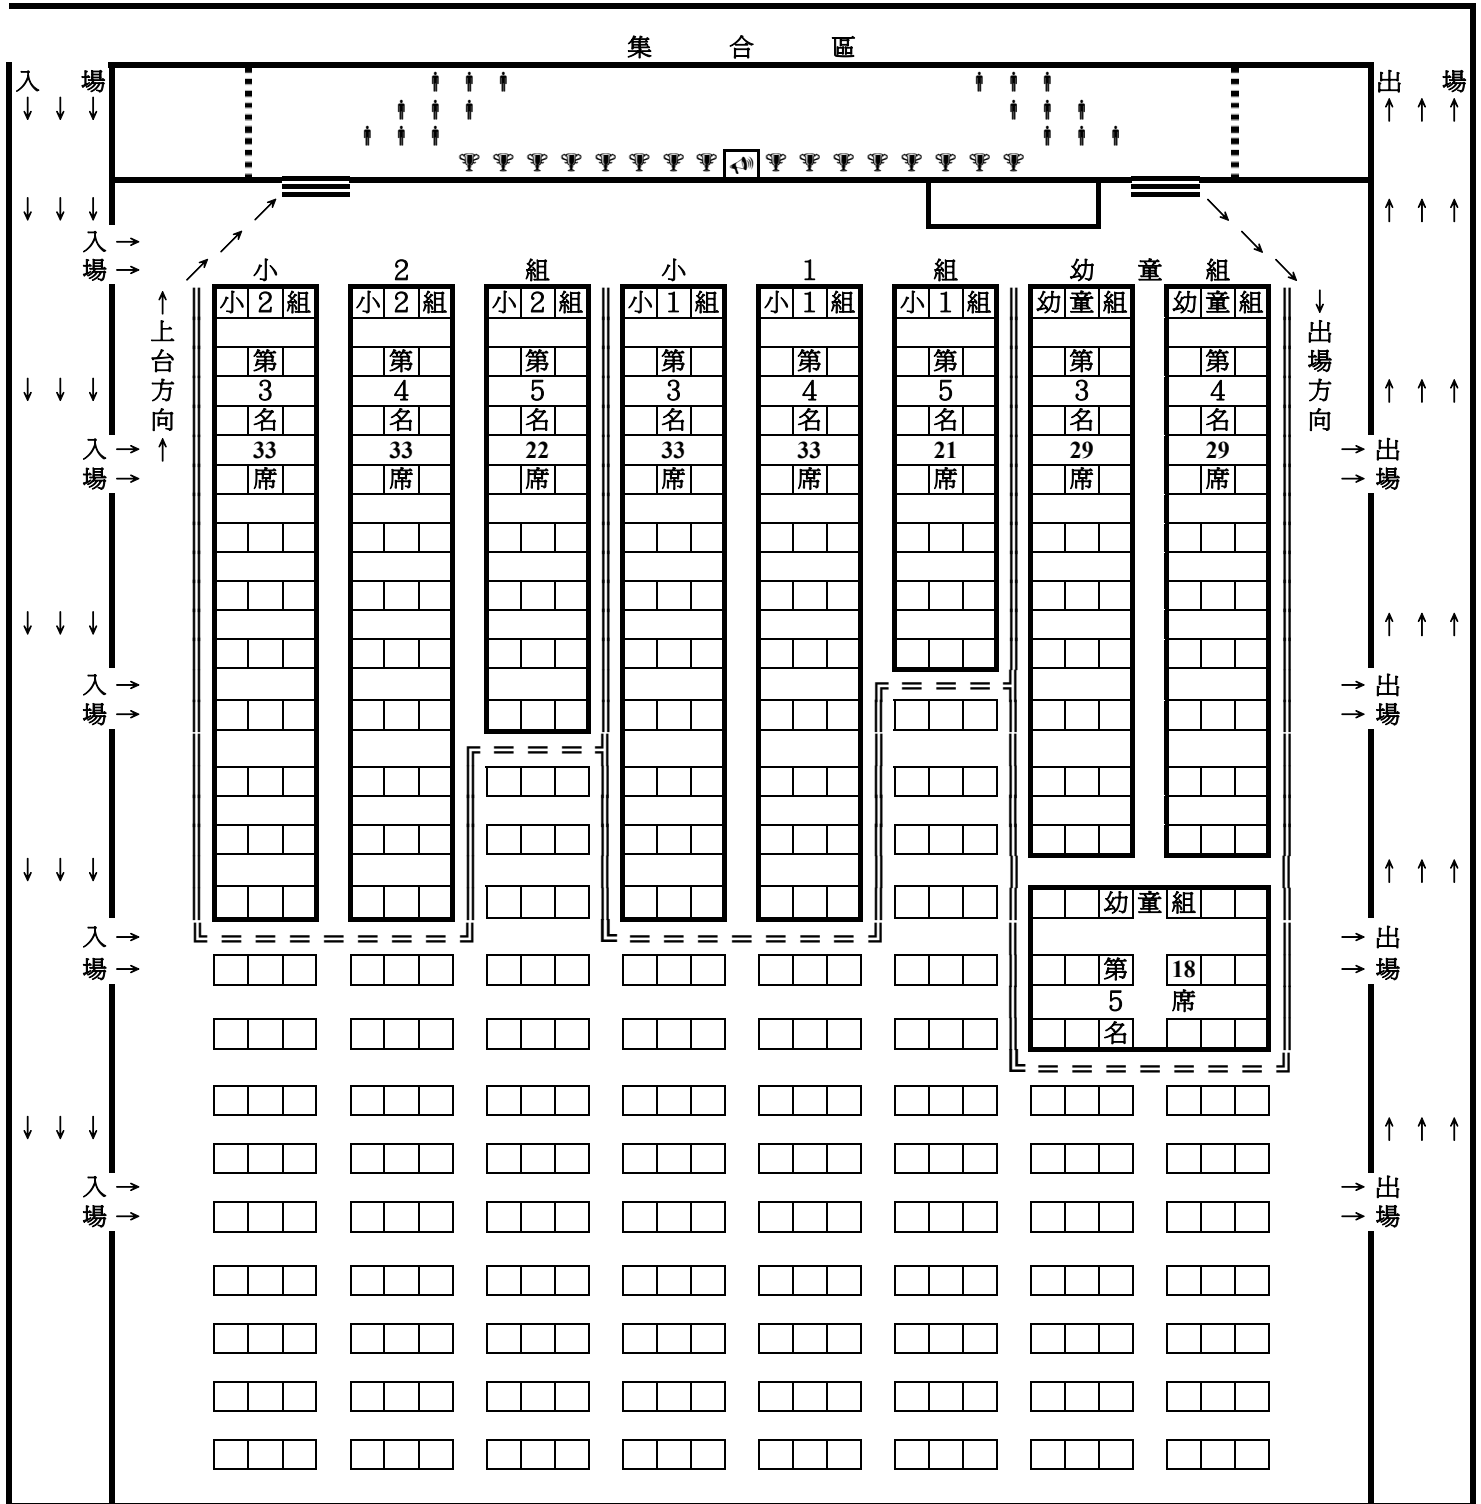 集 合 區
入 場
出 場
入
場
小 2 組
小 1 組
幼 童 組
小 2 組
小 2 組
小 2 組
小 1 組
小 1 組
小 1 組
幼 童 組
幼 童 組
上台方向
出場方向
第 3 名 33 席
第 4 名 33 席
第 5 名 22 席
第 3 名 33 席
第 4 名 33 席
第 5 名 21 席
第 3 名 29 席
第 4 名 29 席
入
場
出
場
入
場
出
場
幼 童 組
第 5 名
18 席
入
場
出
場
入
場
出
場